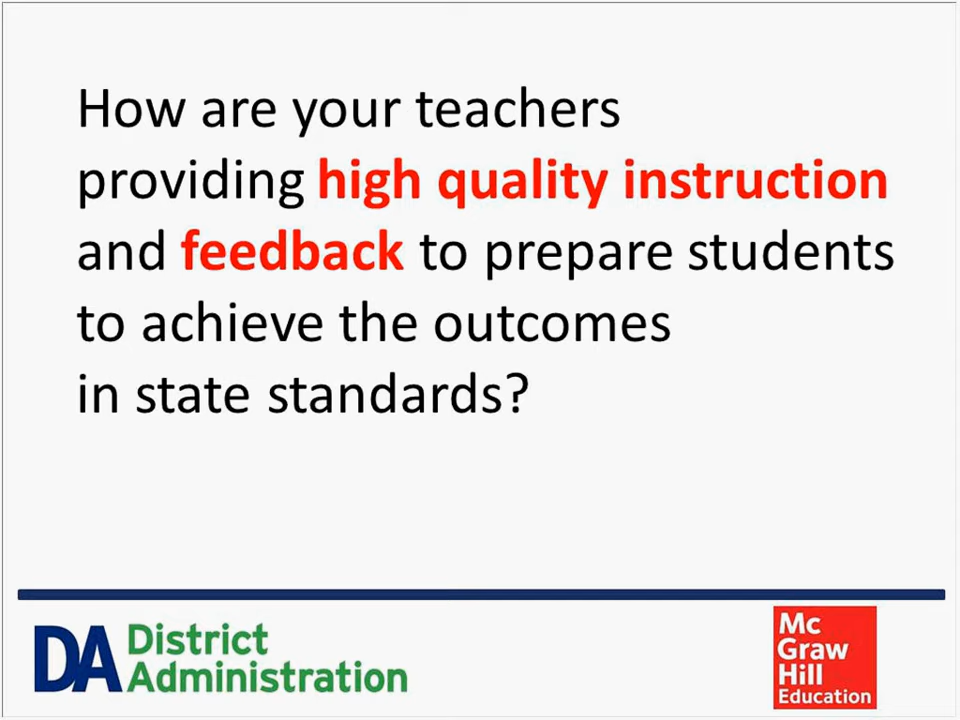 How are your teachers
providing high quality instruction
and feedback to prepare students
to achieve the outcomes
in state standards?
DA District
Administration
Mc
Graw
Hill
Education